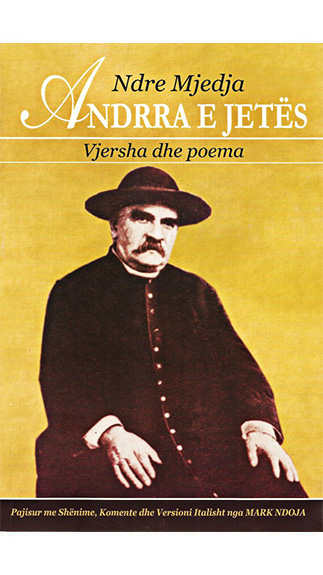 Ndre Mjedja
ANDRRA E JETËS
Vjersha dhe poema
Pajisur me Shënime, Komente dhe Versioni Italisht nga MARK NDOJA